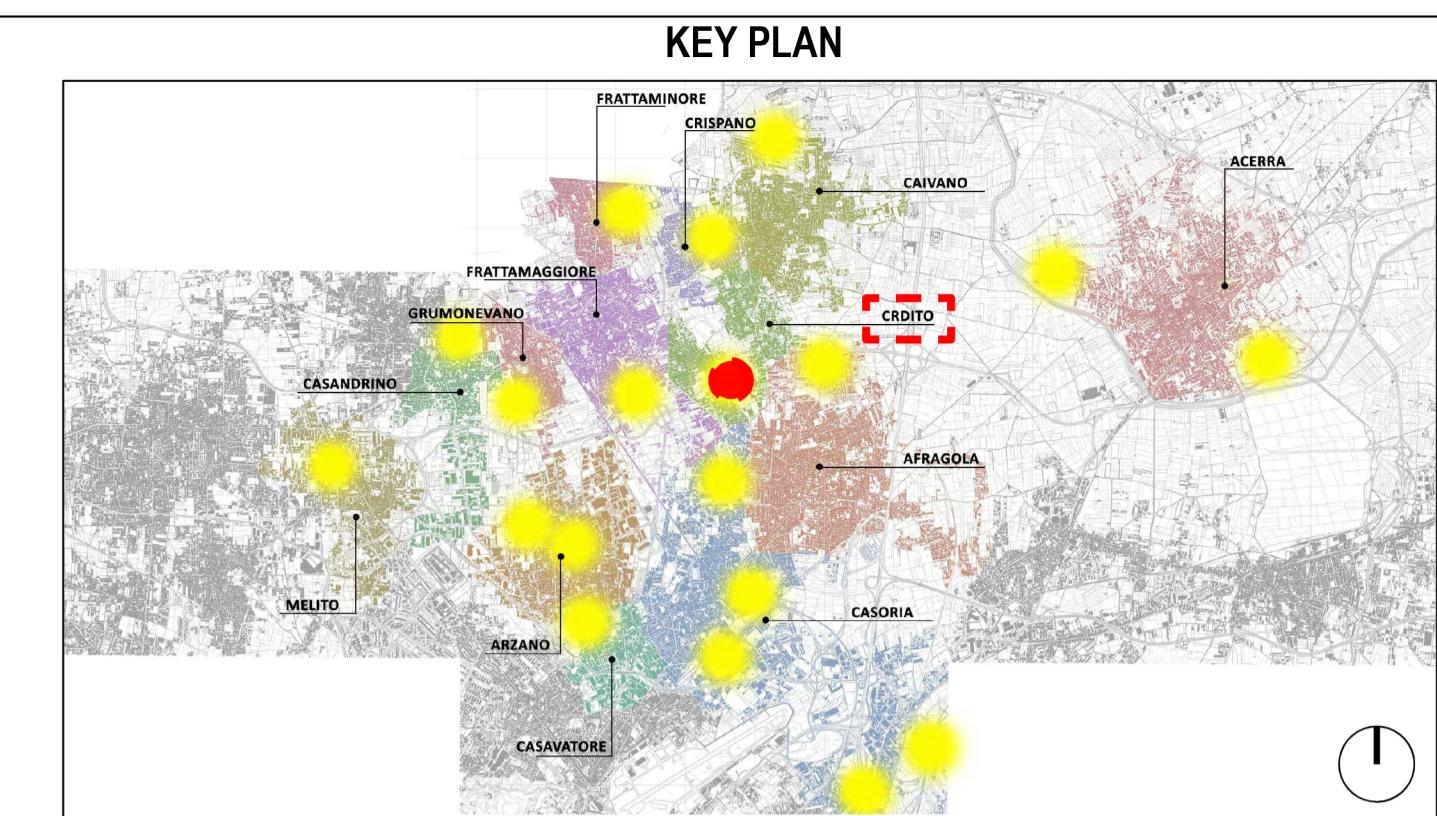 KEY PLAN
FRATTAMINORE
CRISPANO
ACERRA
CAIVANO
FRATTAMAGGIORE
GRUMONEVANO
CRDITO
CASANDRINO
AFRAGOLA
MELITO
CASORIA
ARZANO
CASAVATORE